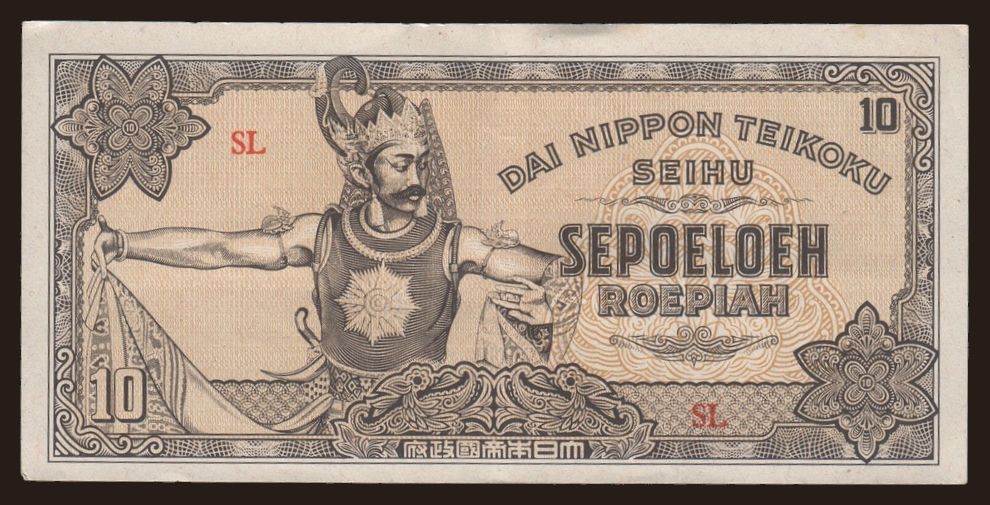 10
SL
DAI NIPPON TEIKOKU
SEIHU
SEPOELOEH
ROEPIAH
10
SL
府政國帝本日大